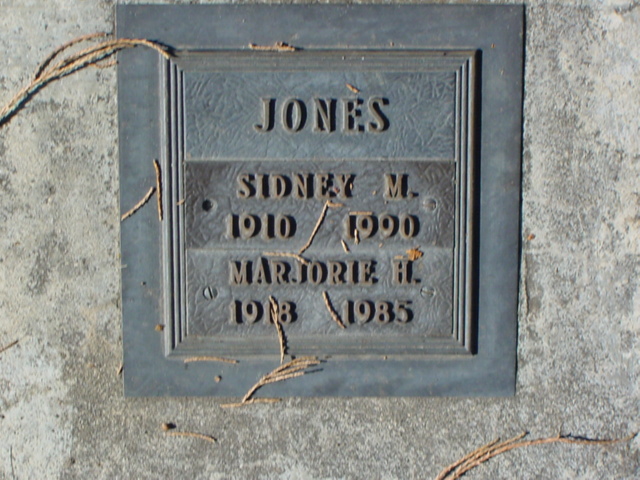 JONES
SIDNEY M.
1910 1990
MARJORIE H.
1918 1985